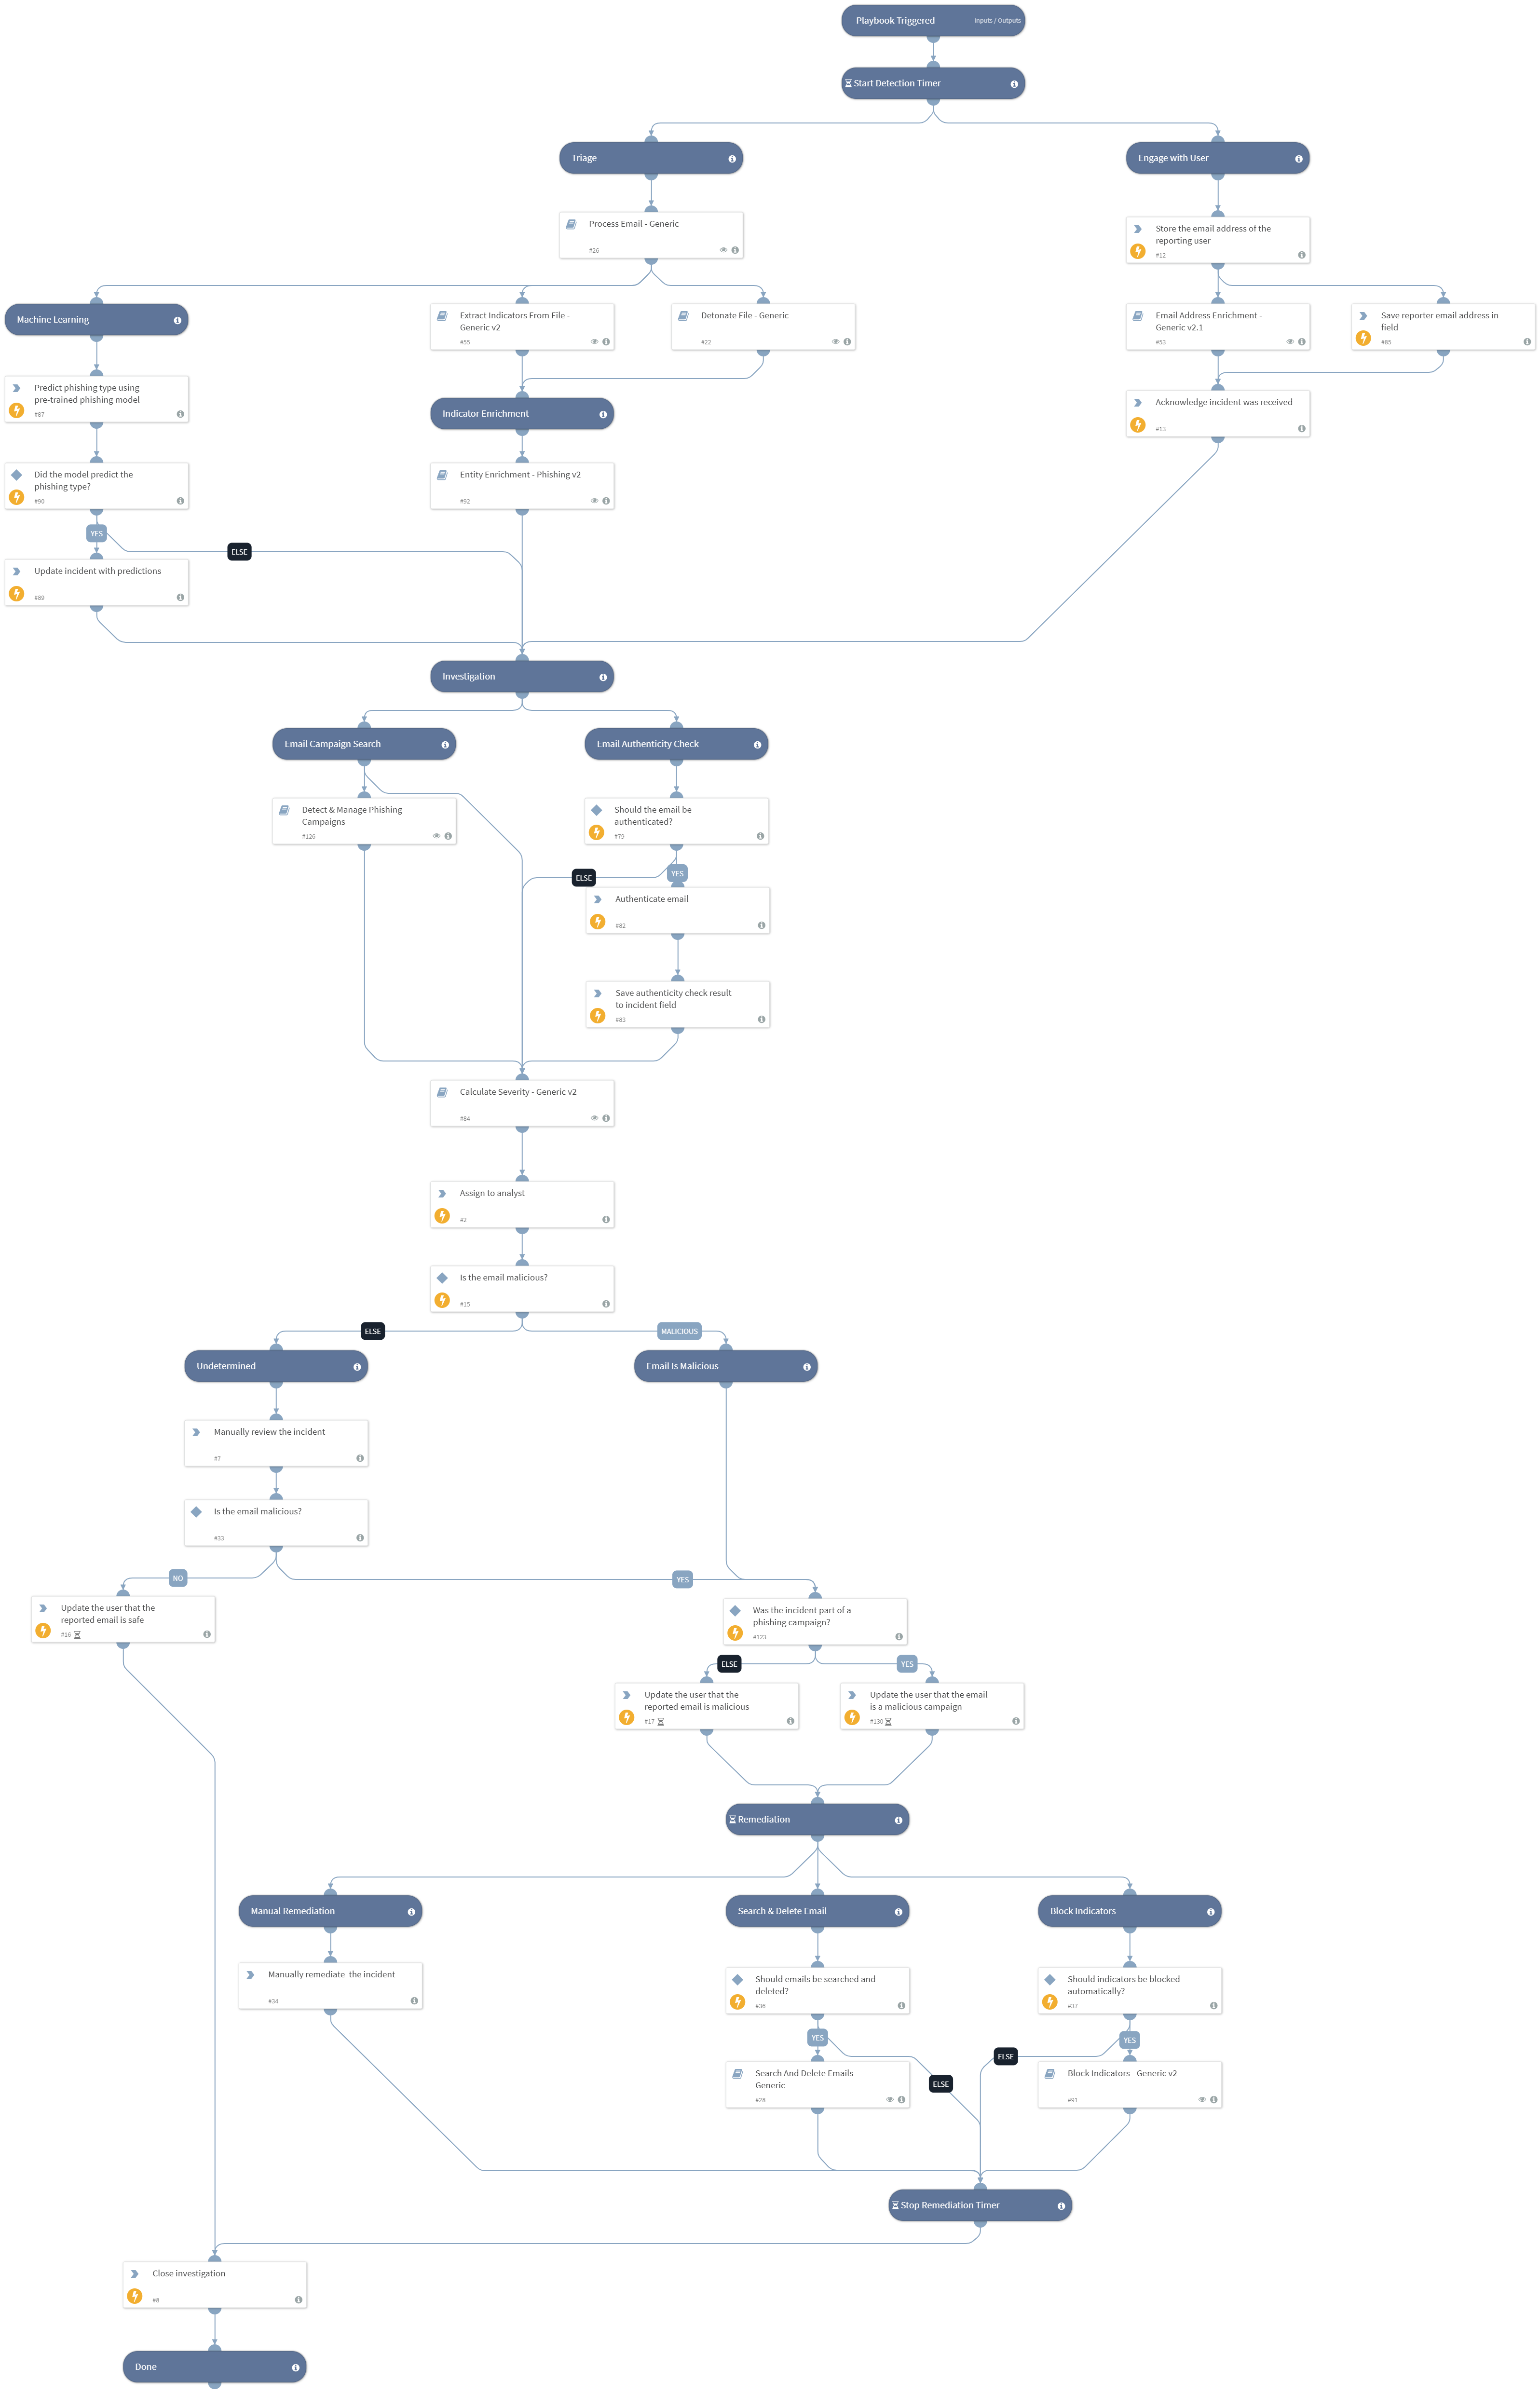 Playbook Triggered
Inputs / Outputs
Start Detection Timer
Triage
Engage with User
Process Email - Generic
#26
Store the email address of the
reporting user
#12
Machine Learning
Extract Indicators From File -
Generic v2
#55
Detonate File - Generic
#22
Email Address Enrichment -
Generic v2.1
#53
Save reporter email address in
field
#85
Predict phishing type using
pre-trained phishing model
#87
Indicator Enrichment
Acknowledge incident was received
#13
Did the model predict the
phishing type?
#90
Entity Enrichment - Phishing v2
#92
YES
ELSE
Update incident with predictions
#89
Investigation
Email Campaign Search
Email Authenticity Check
Detect & Manage Phishing
Campaigns
#126
Should the email be
authenticated?
#79
ELSE
YES
Authenticate email
#82
Save authenticity check result
to incident field
#83
Calculate Severity - Generic v2
#84
Assign to analyst
#2
Is the email malicious?
#15
ELSE
MALICIOUS
Undetermined
Email Is Malicious
Manually review the incident
#7
Is the email malicious?
#33
NO
YES
Update the user that the
reported email is safe
#16
Was the incident part of a
phishing campaign?
#123
ELSE
YES
Update the user that the
reported email is malicious
#17
Update the user that the email
is a malicious campaign
#130
Remediation
Manual Remediation
Search & Delete Email
Block Indicators
Manually remediate  the incident
#34
Should emails be searched and
deleted?
#36
Should indicators be blocked
automatically?
#37
YES
YES
ELSE
ELSE
Search And Delete Emails -
Generic
#28
Block Indicators - Generic v2
#91
Stop Remediation Timer
Close investigation
#8
Done